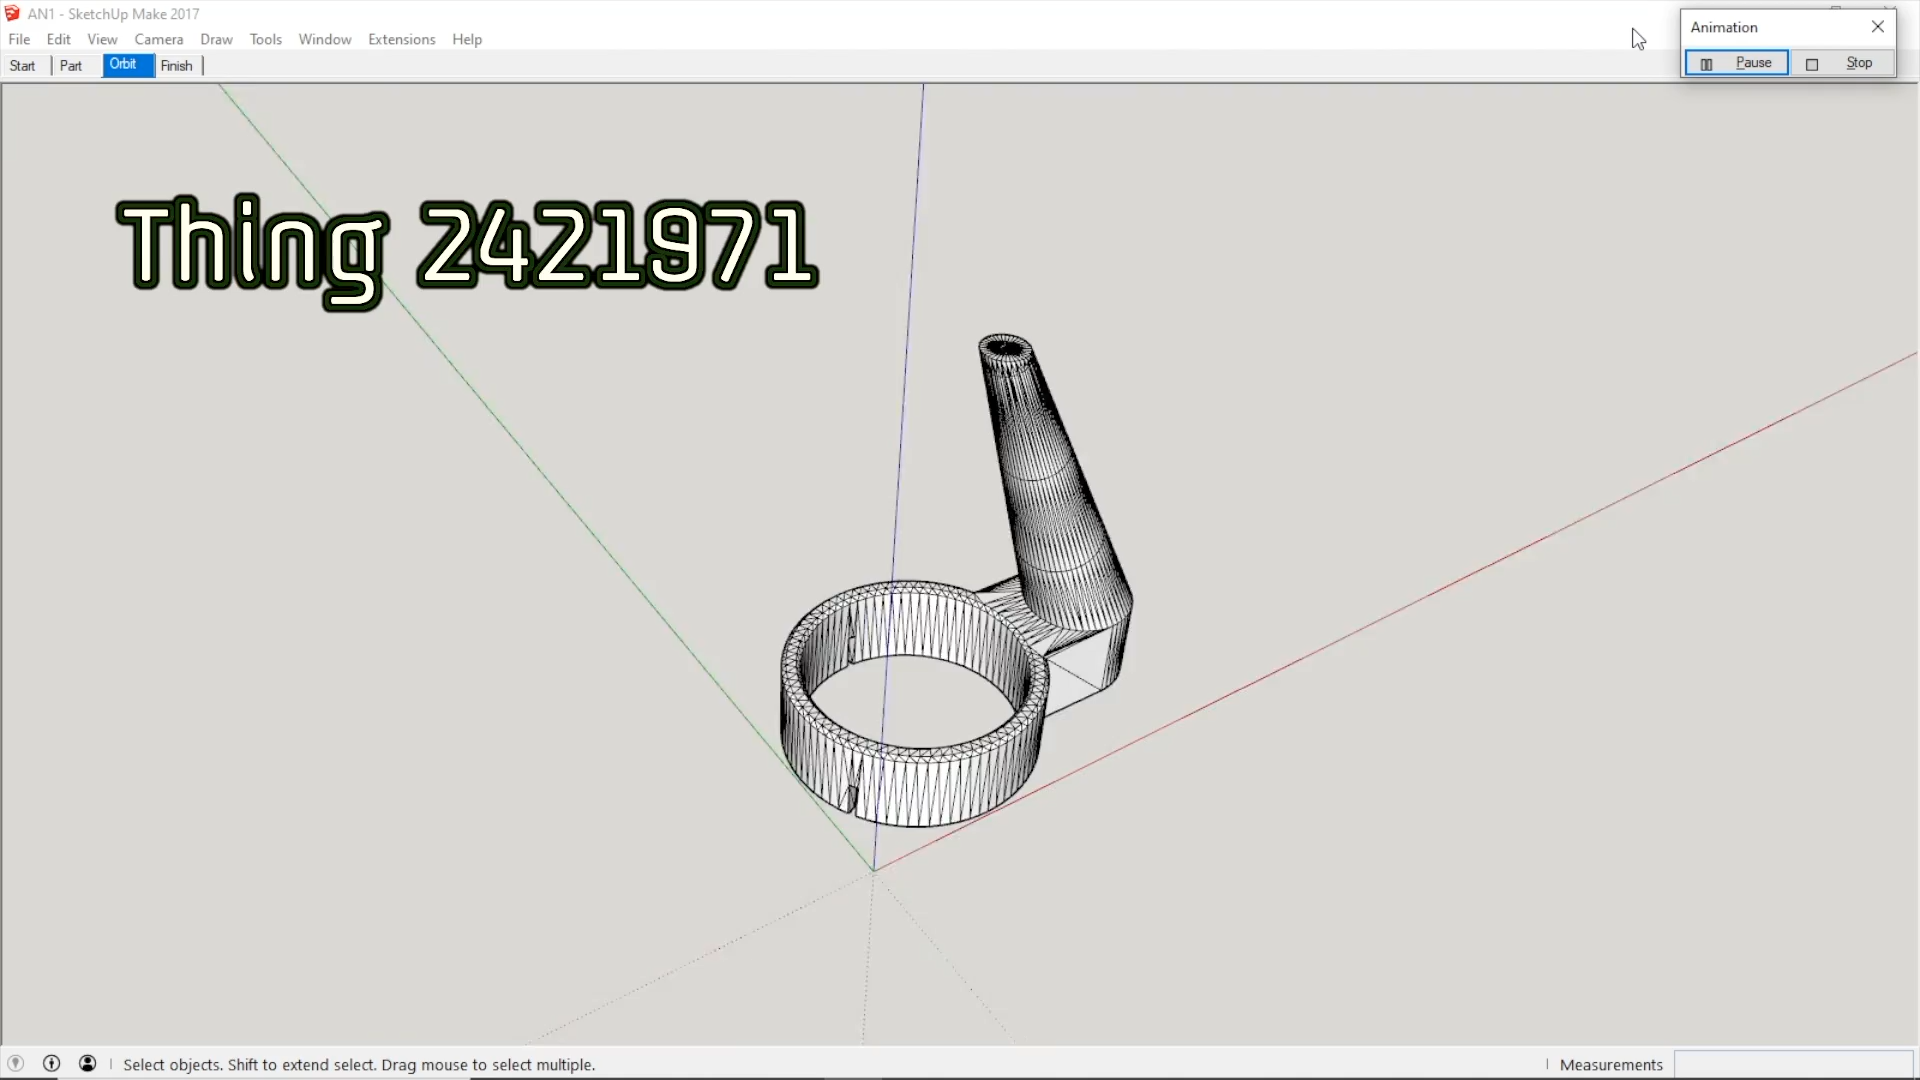 AN1 - SketchUp Make 2017
Animation
File Edit View Camera Draw Tools Window Extensions Help
Pause Stop
Start Part Orbit Finish
Thing 2421971
Select objects. Shift to extend select. Drag mouse to select multiple.
Measurements